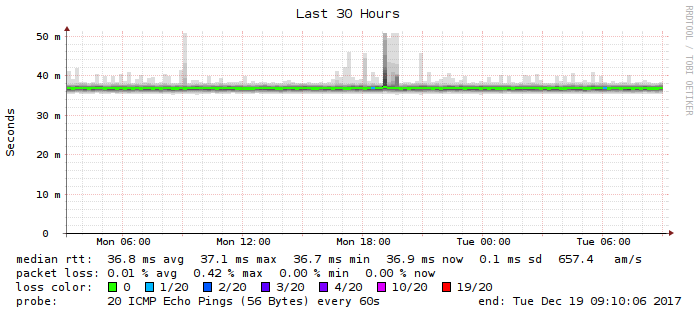 Last 30 Hours
RRDTOOL / TOBI OETIKER
Seconds
50 m
40 m
30 m
20 m
10 m
0
Mon 06:00 Mon 12:00 Mon 18:00 Tue 00:00 Tue 06:00
median rtt: 36.8 ms avg 37.1 ms max 36.7 ms min 36.9 ms now 0.1 ms sd 657.4 am/s
packet loss: 0.01 % avg 0.42 % max 0.00 % min 0.00 % now
loss color: 0 1/20 2/20 3/20 4/20 10/20 19/20
probe: 20 ICMP Echo Pings (56 Bytes) every 60s end: Tue Dec 19 09:10:06 2017